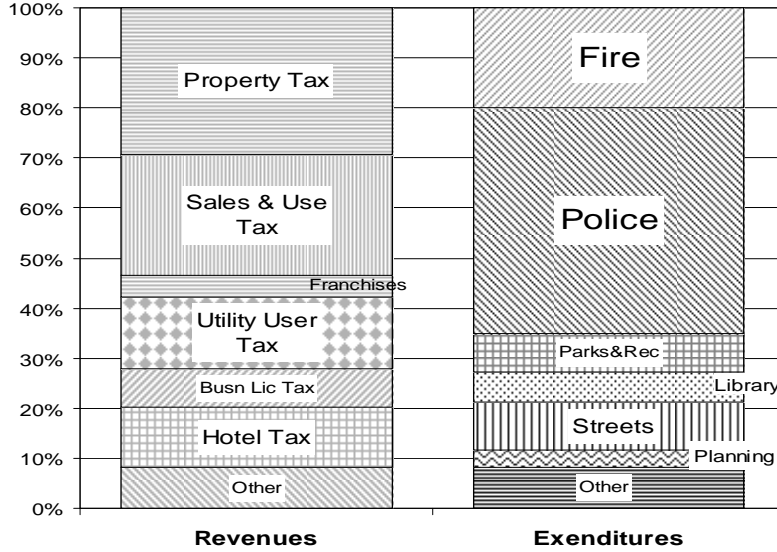 100%
90%
80%
70%
60%
50%
40%
30%
20%
10%
0%
Property Tax
Sales & Use
Tax
Franchises
Utility User
Tax
Busn Lic Tax
Hotel Tax
Other
Revenues
Fire
Police
Parks&Rec
Library
Streets
Planning
Other
Exenditures